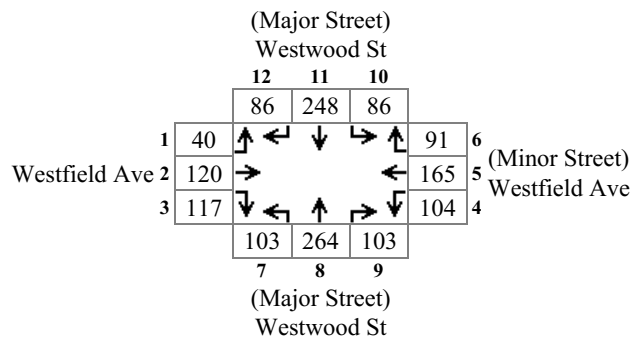 (Major Street)
Westwood St
12 11 10
86 248 86
1 40 91 6
Westfield Ave 2 120 165 5 (Minor Street)
Westfield Ave
3 117 104 4
103 264 103
7 8 9
(Major Street)
Westwood St